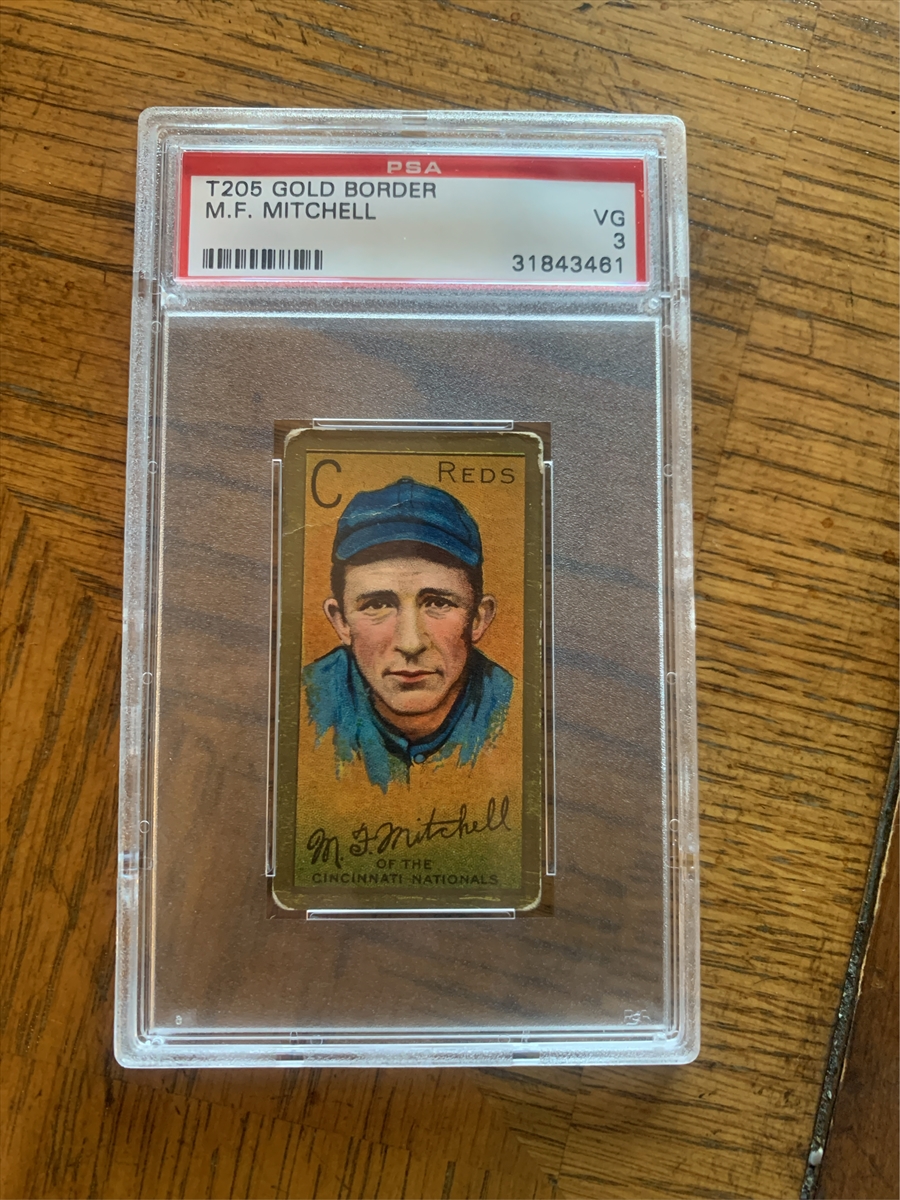 PSA
T205 GOLD BORDER
M.F. MITCHELL
VG
3
31843461
C
REDS
M. F. Mitchell
OF THE
CINCINNATI NATIONALS